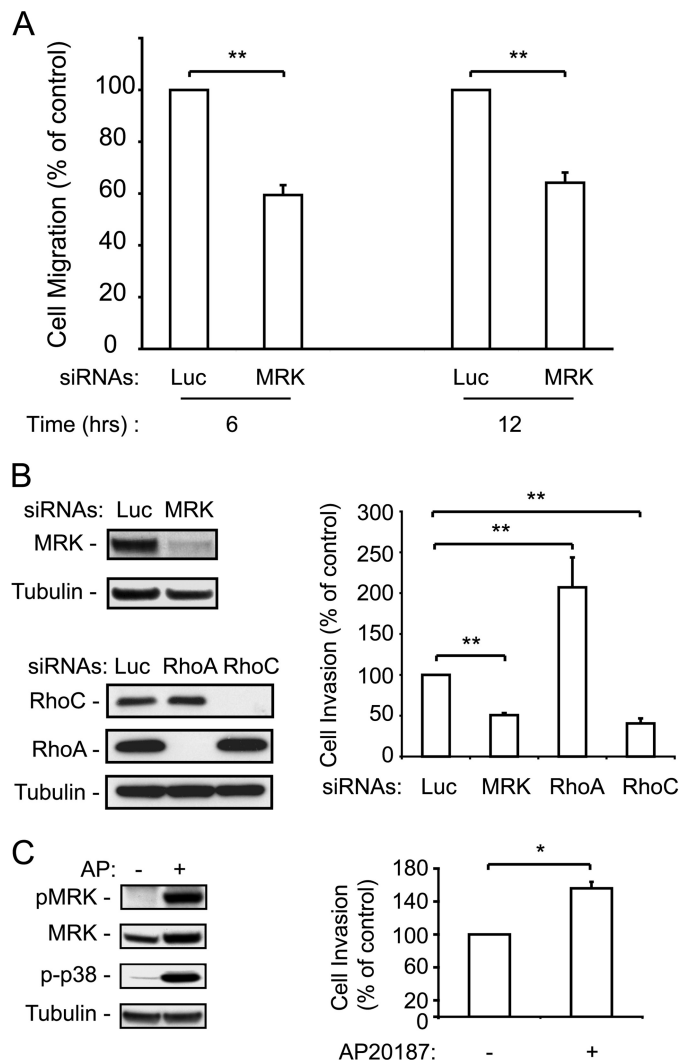 A
Cell Migration (% of control)
100
80
60
40
20
0
**
**
siRNAs: Luc MRK Luc MRK
Time (hrs) : 6 12
B
siRNAs: Luc MRK
MRK -
Tubulin -
siRNAs: Luc RhoA RhoC
RhoC -
RhoA -
Tubulin -
Cell Invasion (% of control)
300
250
200
150
100
50
0
**
**
**
siRNAs: Luc MRK RhoA RhoC
C
AP: - +
pMRK -
MRK -
p-p38 -
Tubulin -
Cell Invasion
(% of control)
180
140
100
60
20
0
*
AP20187: - +